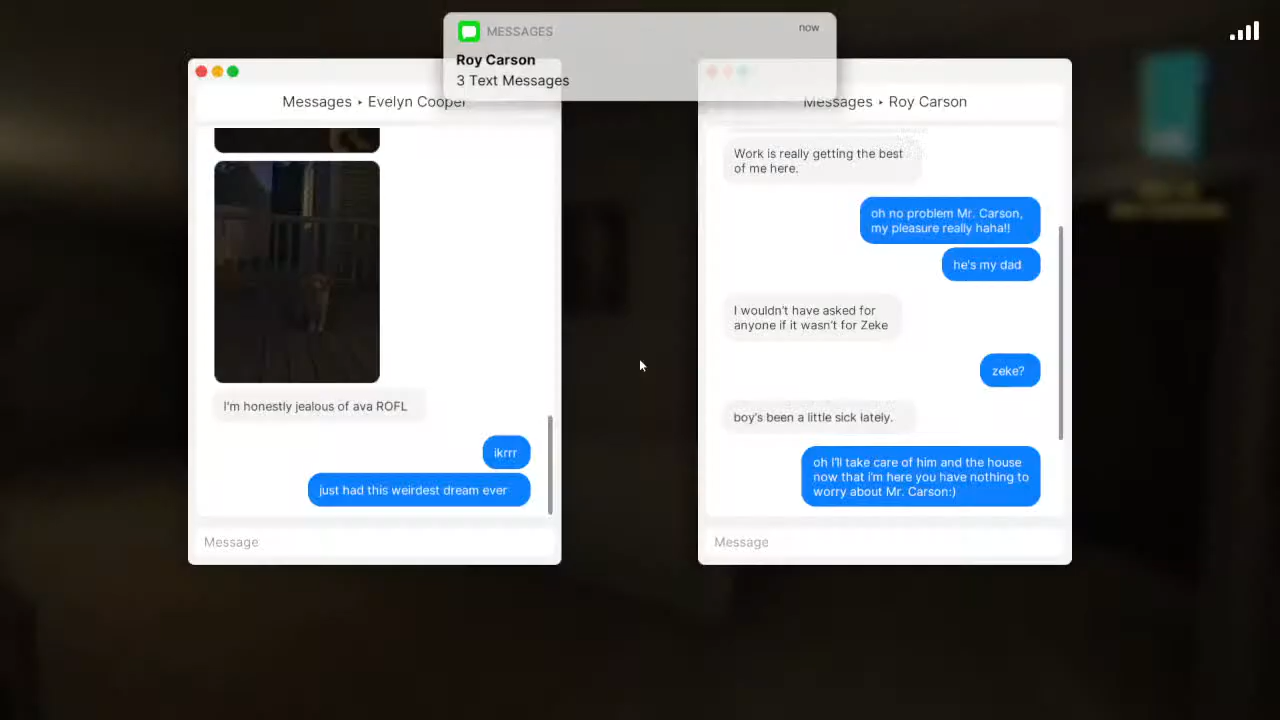 MESSAGES
now
Roy Carson
3 Text Messages
Messages ▸ Evelyn Cooper
I'm honestly jealous of ava ROFL
ikrrr
just had this weirdest dream ever
Message
Messages ▸ Roy Carson
Work is really getting the best
of me here.
oh no problem Mr. Carson,
my pleasure really haha!!
he's my dad
I wouldn't have asked for
anyone if it wasn't for Zeke
zeke?
boy's been a little sick lately.
oh I'll take care of him and the house
now that i'm here you have nothing to
worry about Mr. Carson:)
Message